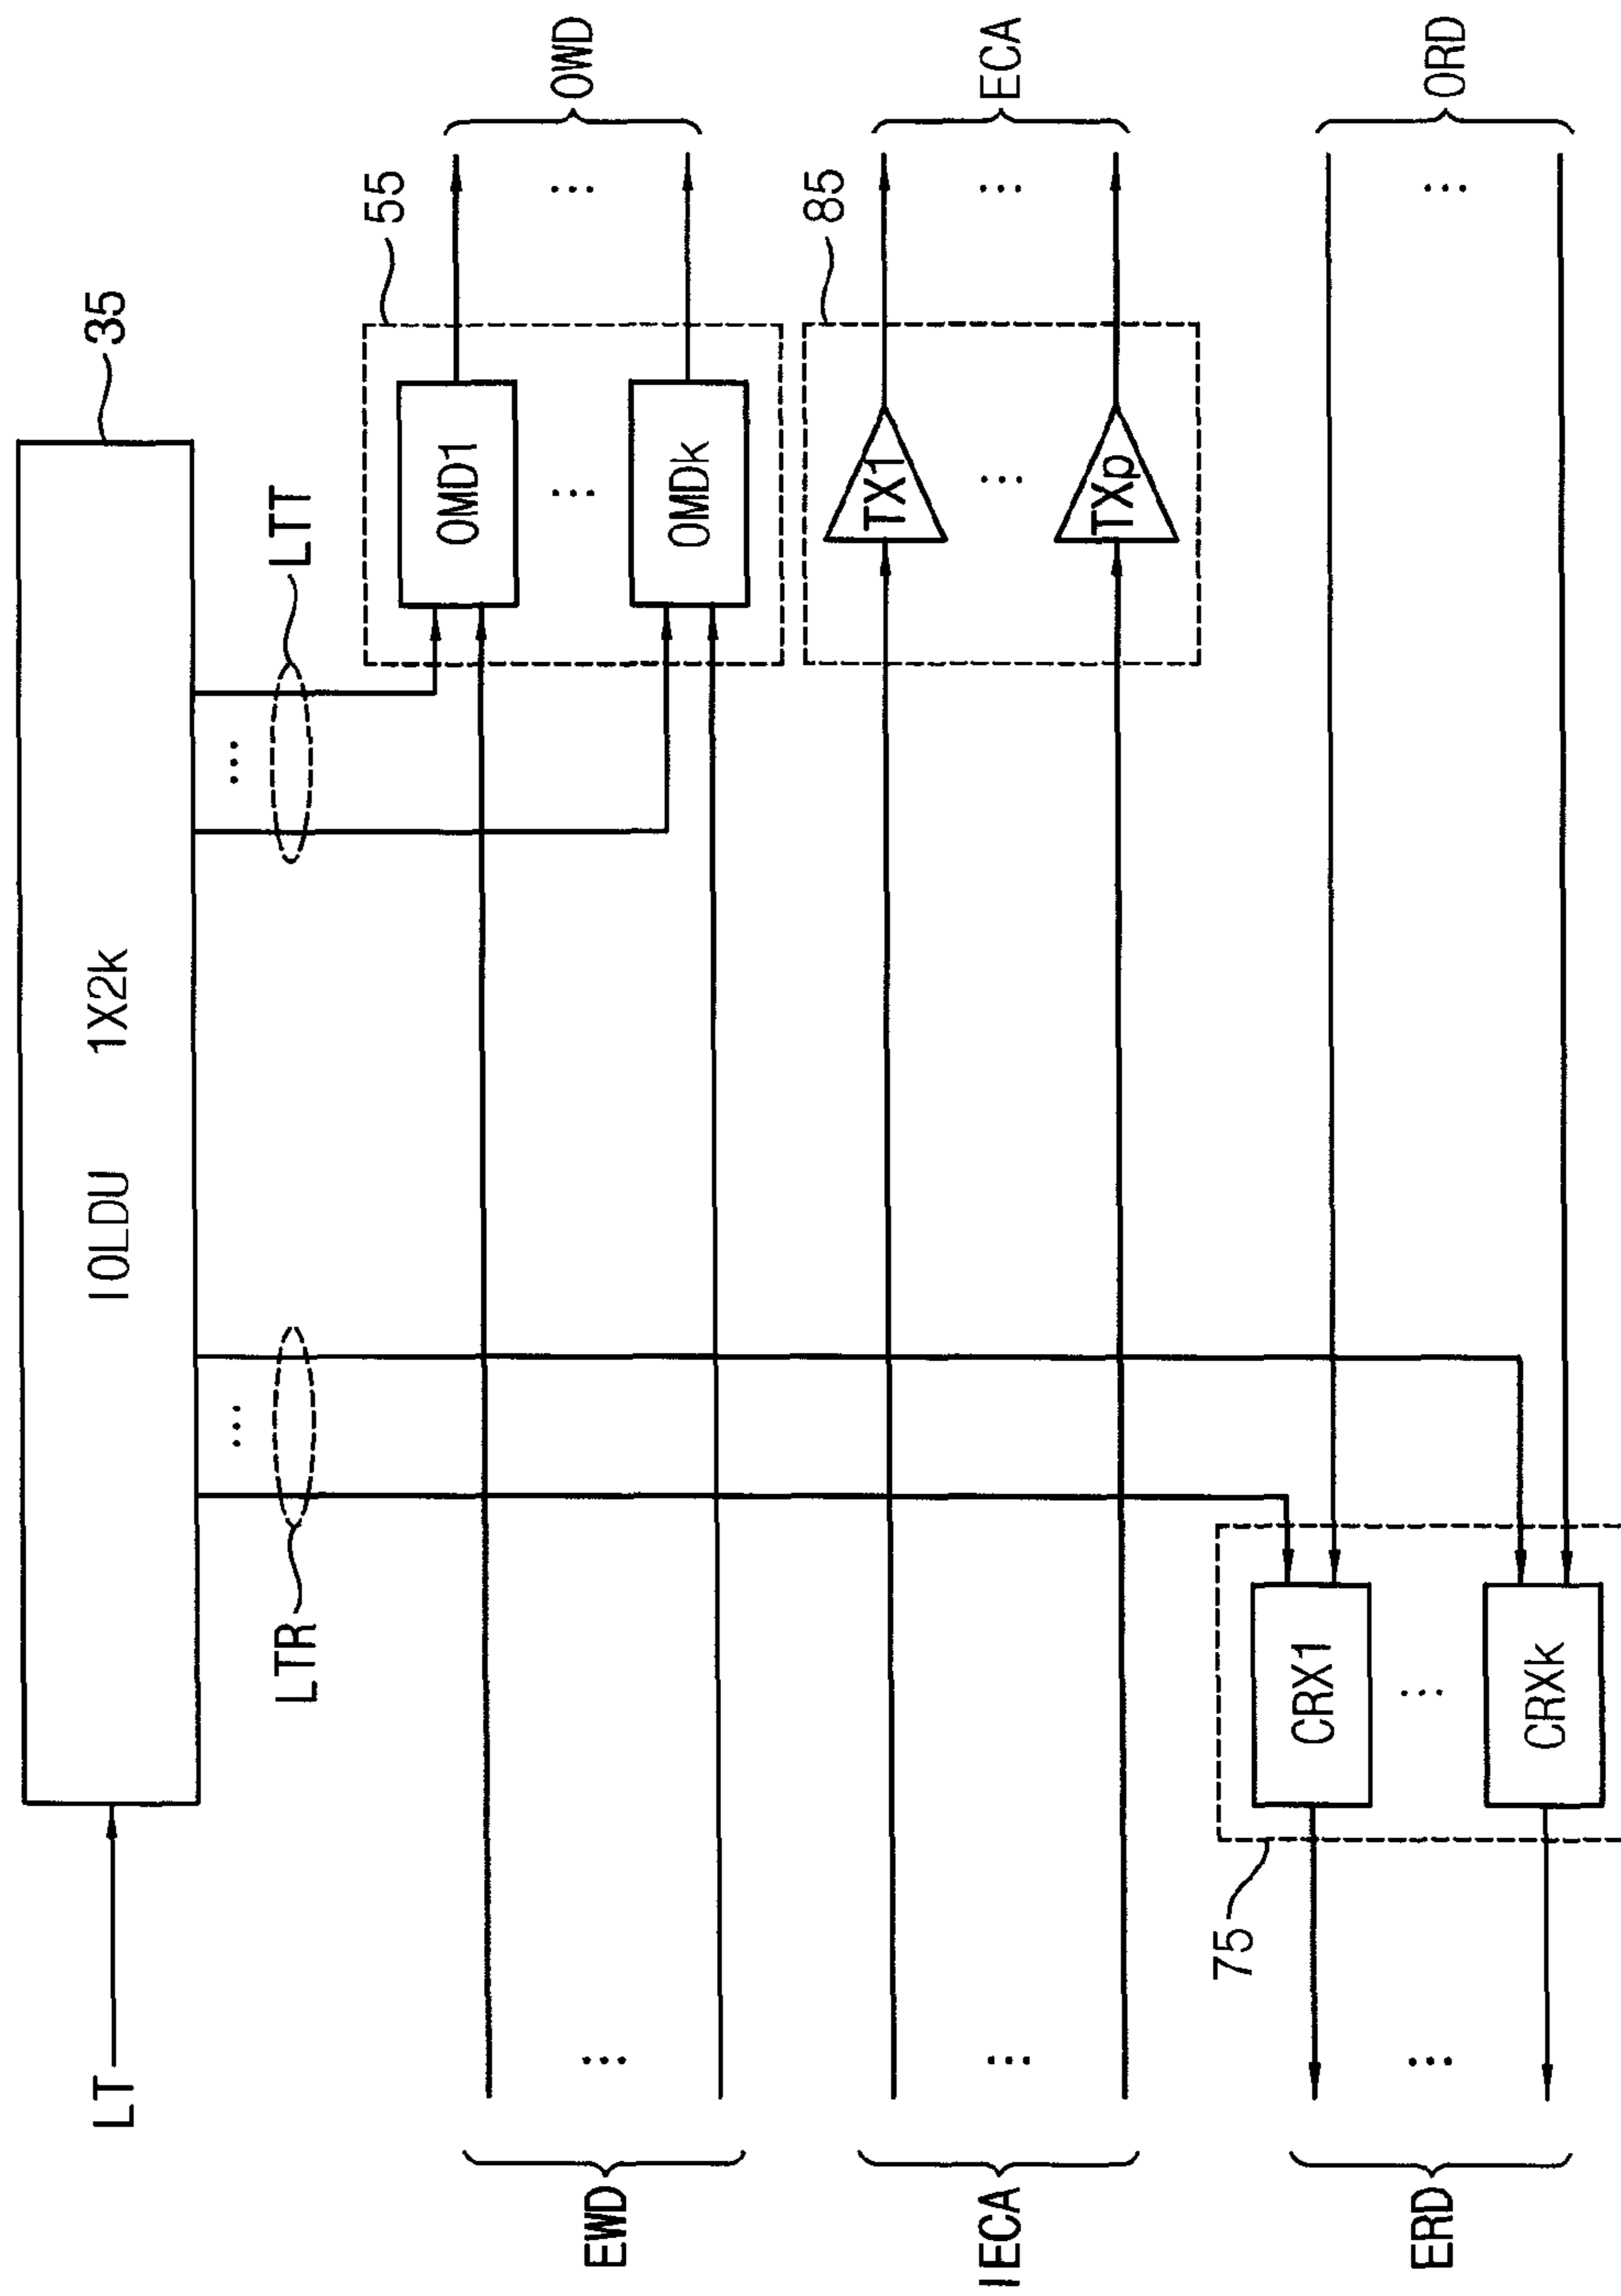 35
LT
IOLDU 1X2k
LTR
LTT
55
EWD
OMD1
OMDk
OWD
85
IECA
TX1
TXp
ECA
75
ERD
CRX1
CRXk
ORD